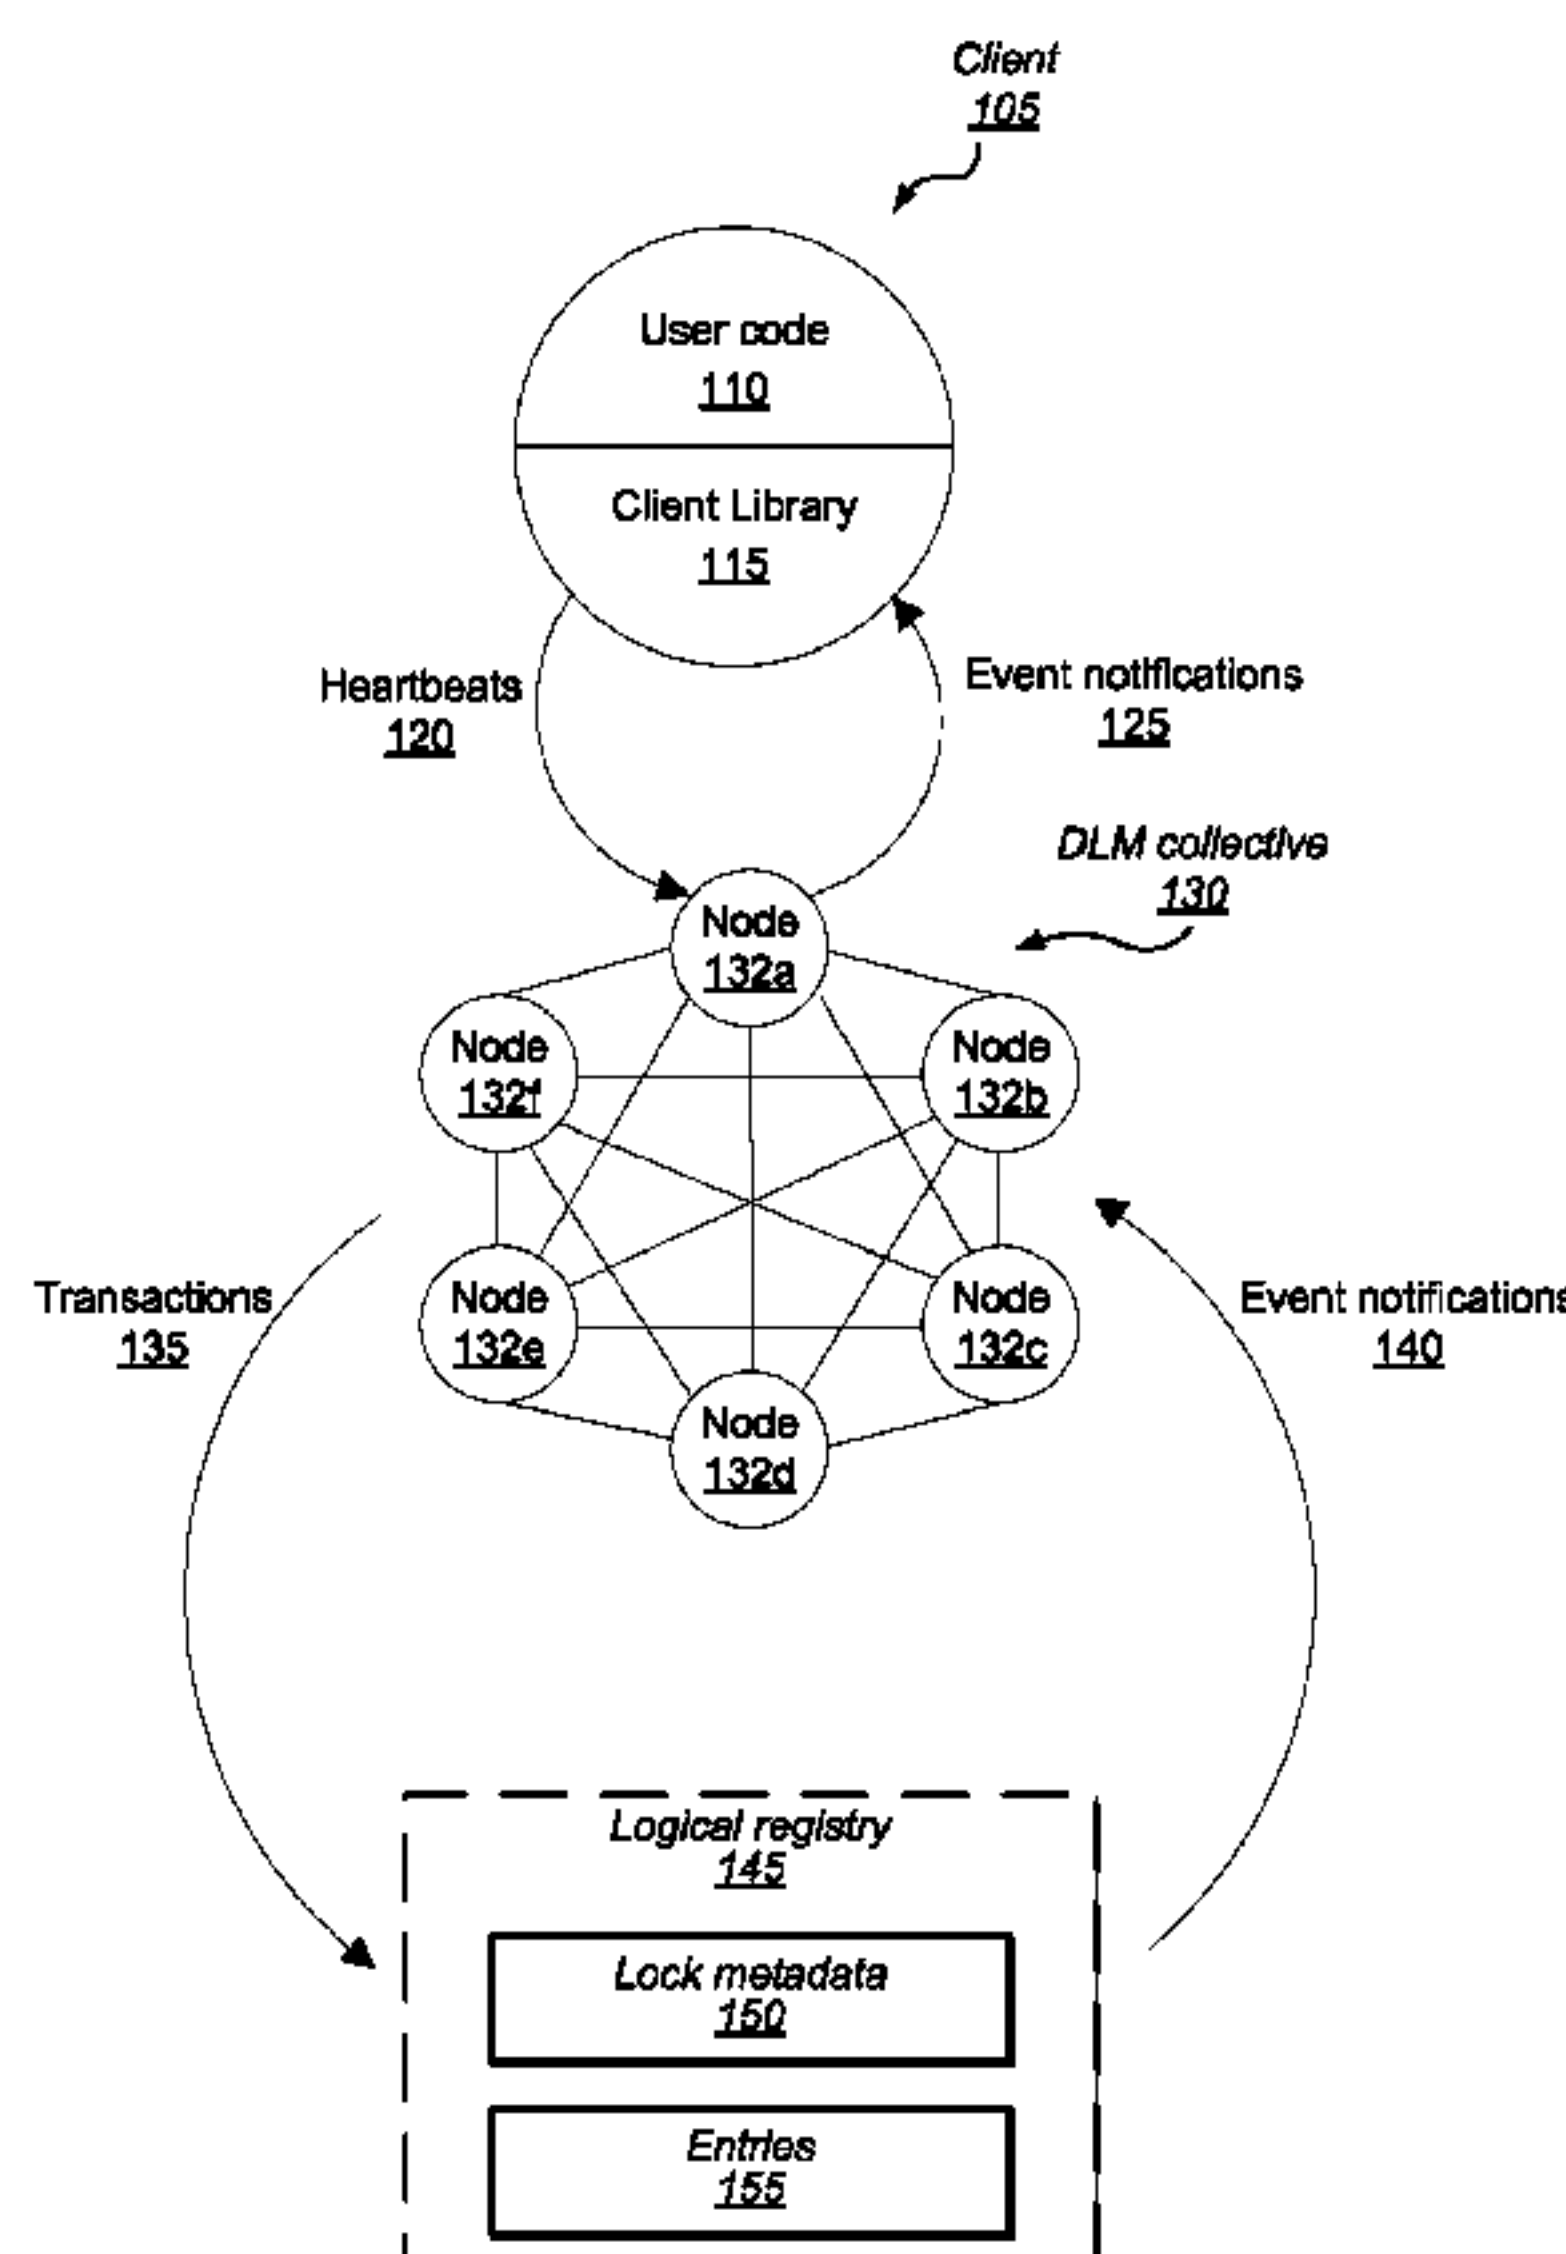 Client
105
User code
110
Client Library
115
Heartbeats
120
Event notifications
125
DLM collective
130
Node
132a
Node
132f
Node
132b
Transactions
135
Node
132e
Node
132c
Event notifications
140
Node
132d
Logical registry
145
Lock metadata
150
Entries
155